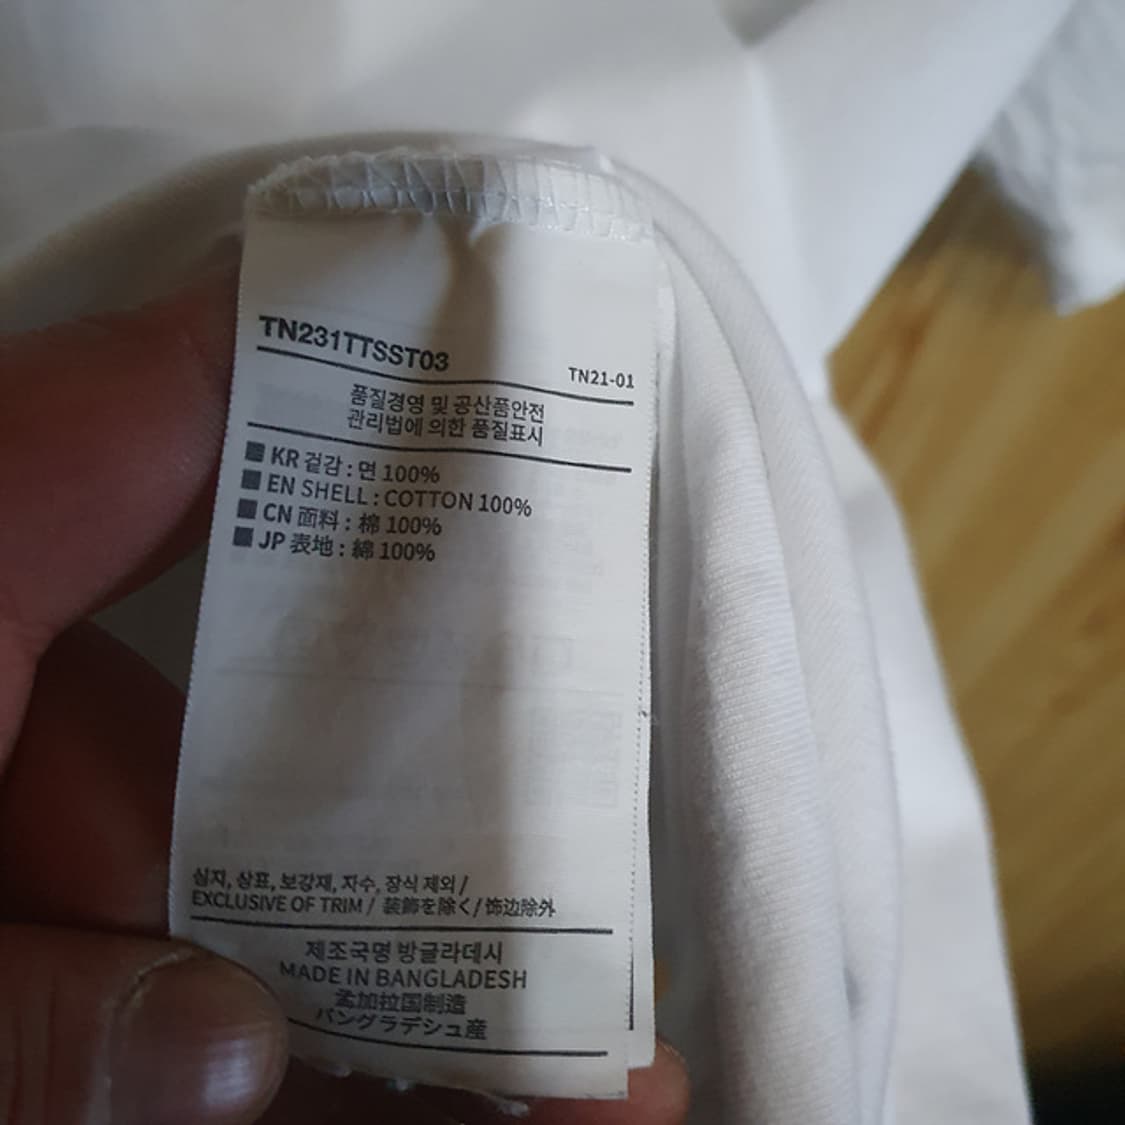 TN231TTSST03
TN21-01
품질경영 및 공산품안전
관리법에 의한 품질표시
KR 겉감 : 면 100%
EN SHELL : COTTON 100%
CN 面料 : 棉 100%
JP 表地 : 綿 100%
심지, 상표, 보강재, 자수, 장식 제외 /
EXCLUSIVE OF TRIM / 装飾を除く / 饰边除外
제조국명 방글라데시
MADE IN BANGLADESH
孟加拉国制造
バングラデシュ産